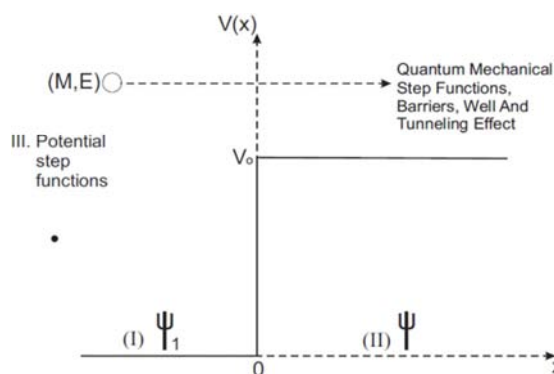 V(x)
(M,E)
Quantum Mechanical
Step Functions,
Barriers, Well And
Tunneling Effect
III. Potential
step
functions
V₀
(I) Ψ₁
(II) Ψ
0